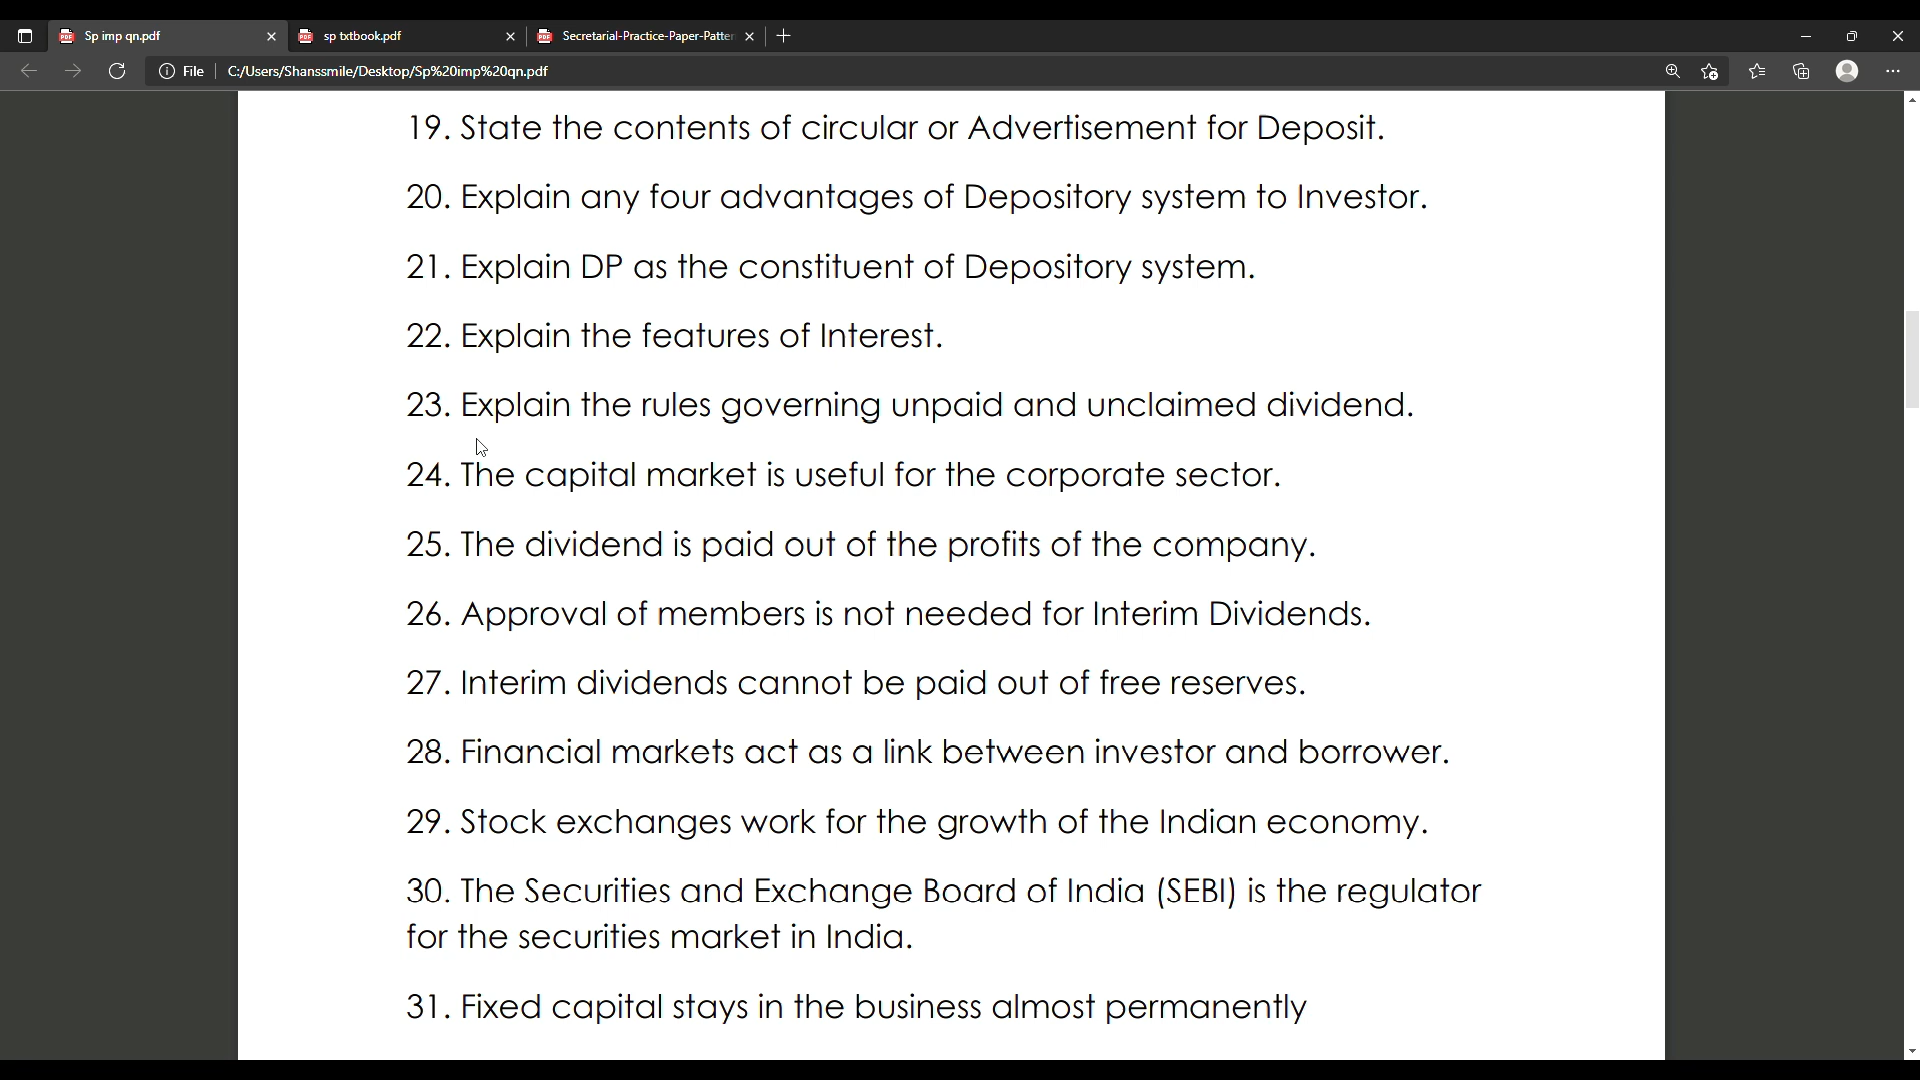 Sp imp qn.pdf
sp txtbook.pdf
Secretarial-Practice-Paper-Patter
File
C:/Users/Shanssmile/Desktop/Sp%20imp%20qn.pdf
19. State the contents of circular or Advertisement for Deposit.
20. Explain any four advantages of Depository system to Investor.
21. Explain DP as the constituent of Depository system.
22. Explain the features of Interest.
23. Explain the rules governing unpaid and unclaimed dividend.
24. The capital market is useful for the corporate sector.
25. The dividend is paid out of the profits of the company.
26. Approval of members is not needed for Interim Dividends.
27. Interim dividends cannot be paid out of free reserves.
28. Financial markets act as a link between investor and borrower.
29. Stock exchanges work for the growth of the Indian economy.
30. The Securities and Exchange Board of India (SEBI) is the regulator
for the securities market in India.
31. Fixed capital stays in the business almost permanently